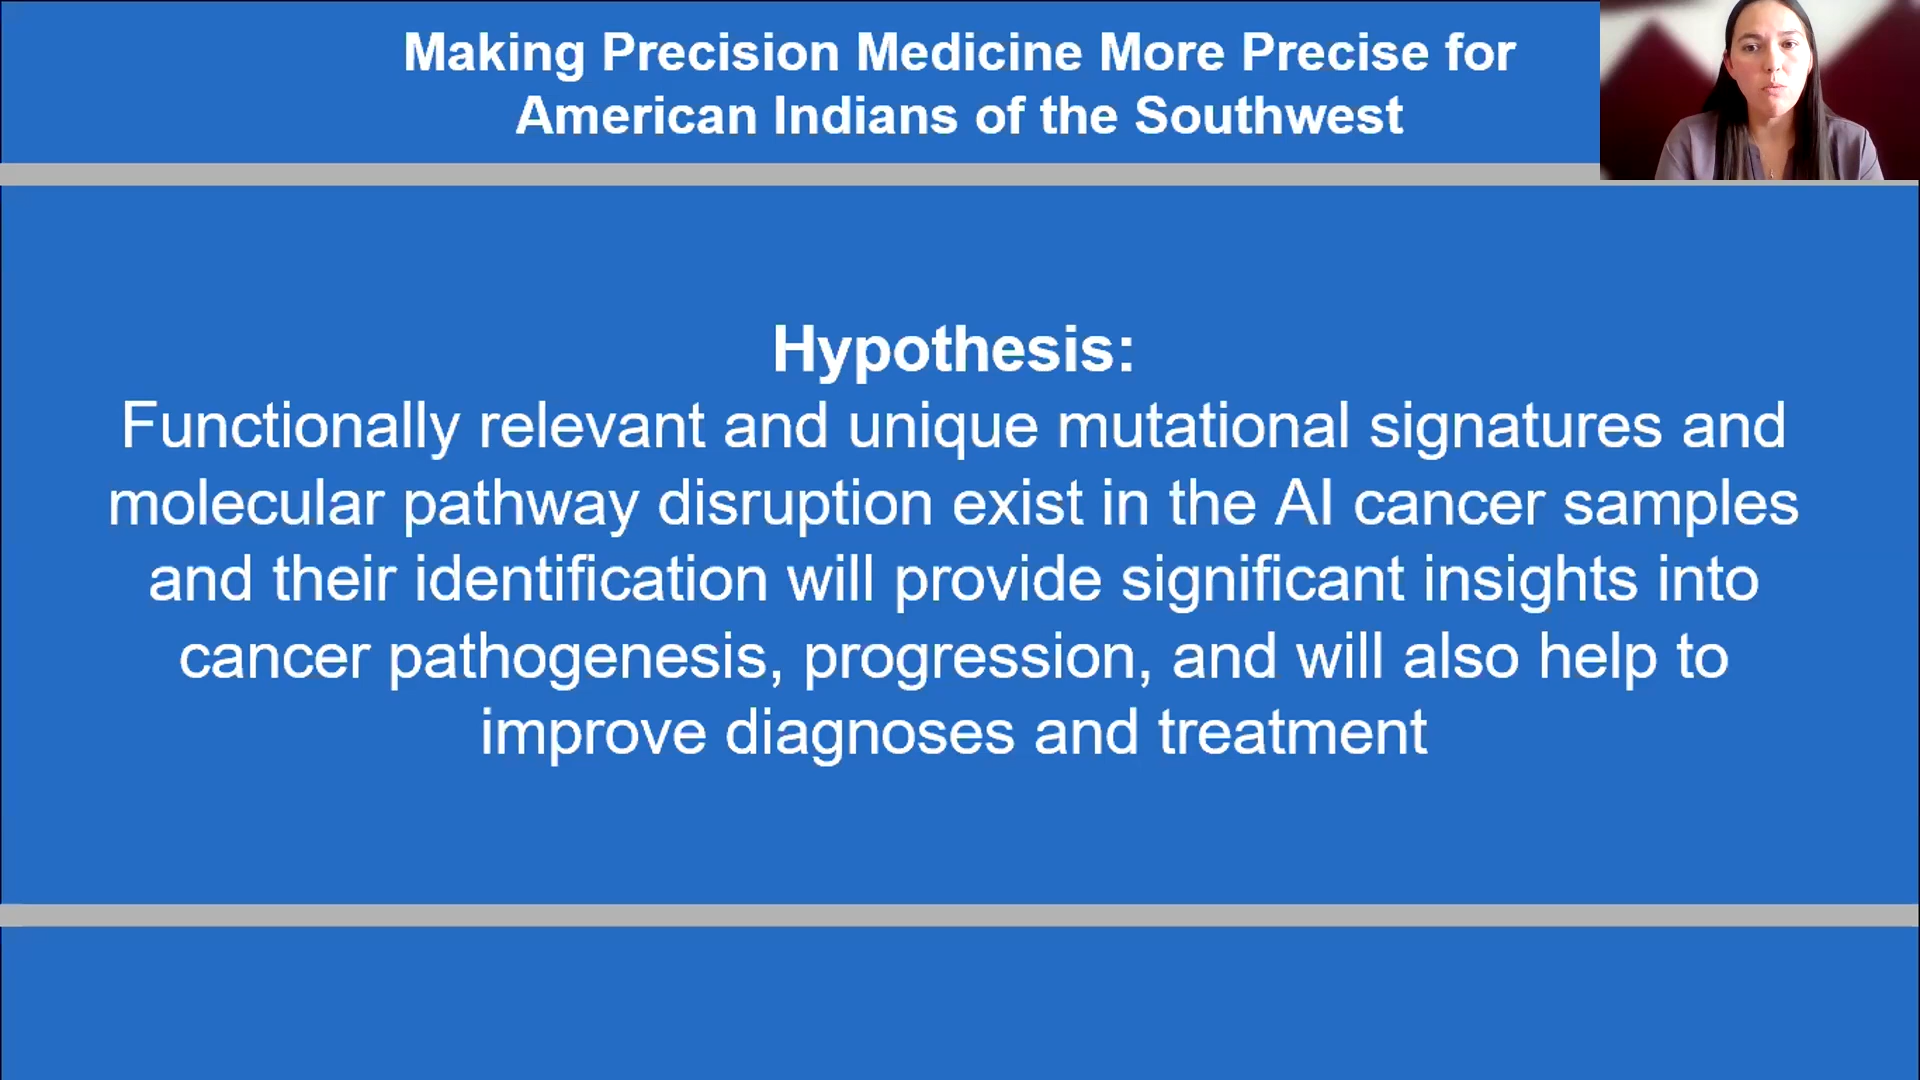 Making Precision Medicine More Precise for
American Indians of the Southwest
Hypothesis:
Functionally relevant and unique mutational signatures and
molecular pathway disruption exist in the AI cancer samples
and their identification will provide significant insights into
cancer pathogenesis, progression, and will also help to
improve diagnoses and treatment